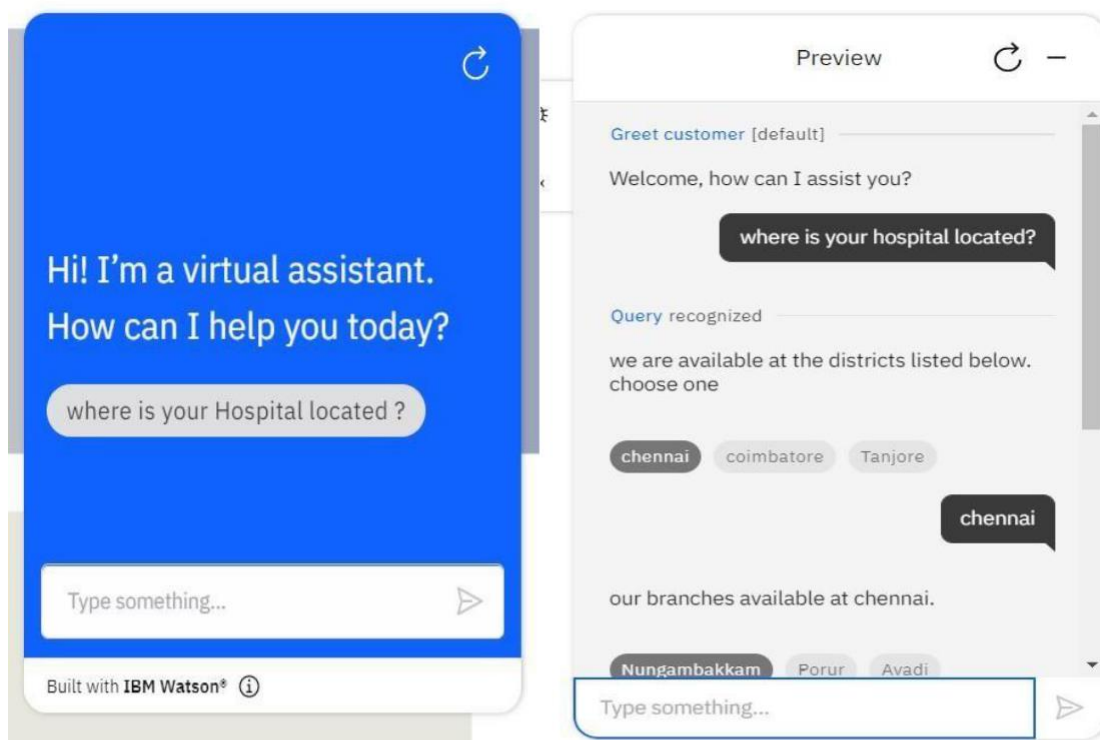 Hi! I’m a virtual assistant.
How can I help you today?
where is your Hospital located ?
Type something...
Built with IBM Watson®
Preview
Greet customer [default]
Welcome, how can I assist you?
where is your hospital located?
Query recognized
we are available at the districts listed below.
choose one
chennai coimbatore Tanjore
chennai
our branches available at chennai.
Nungambakkam Porur Avadi
Type something...